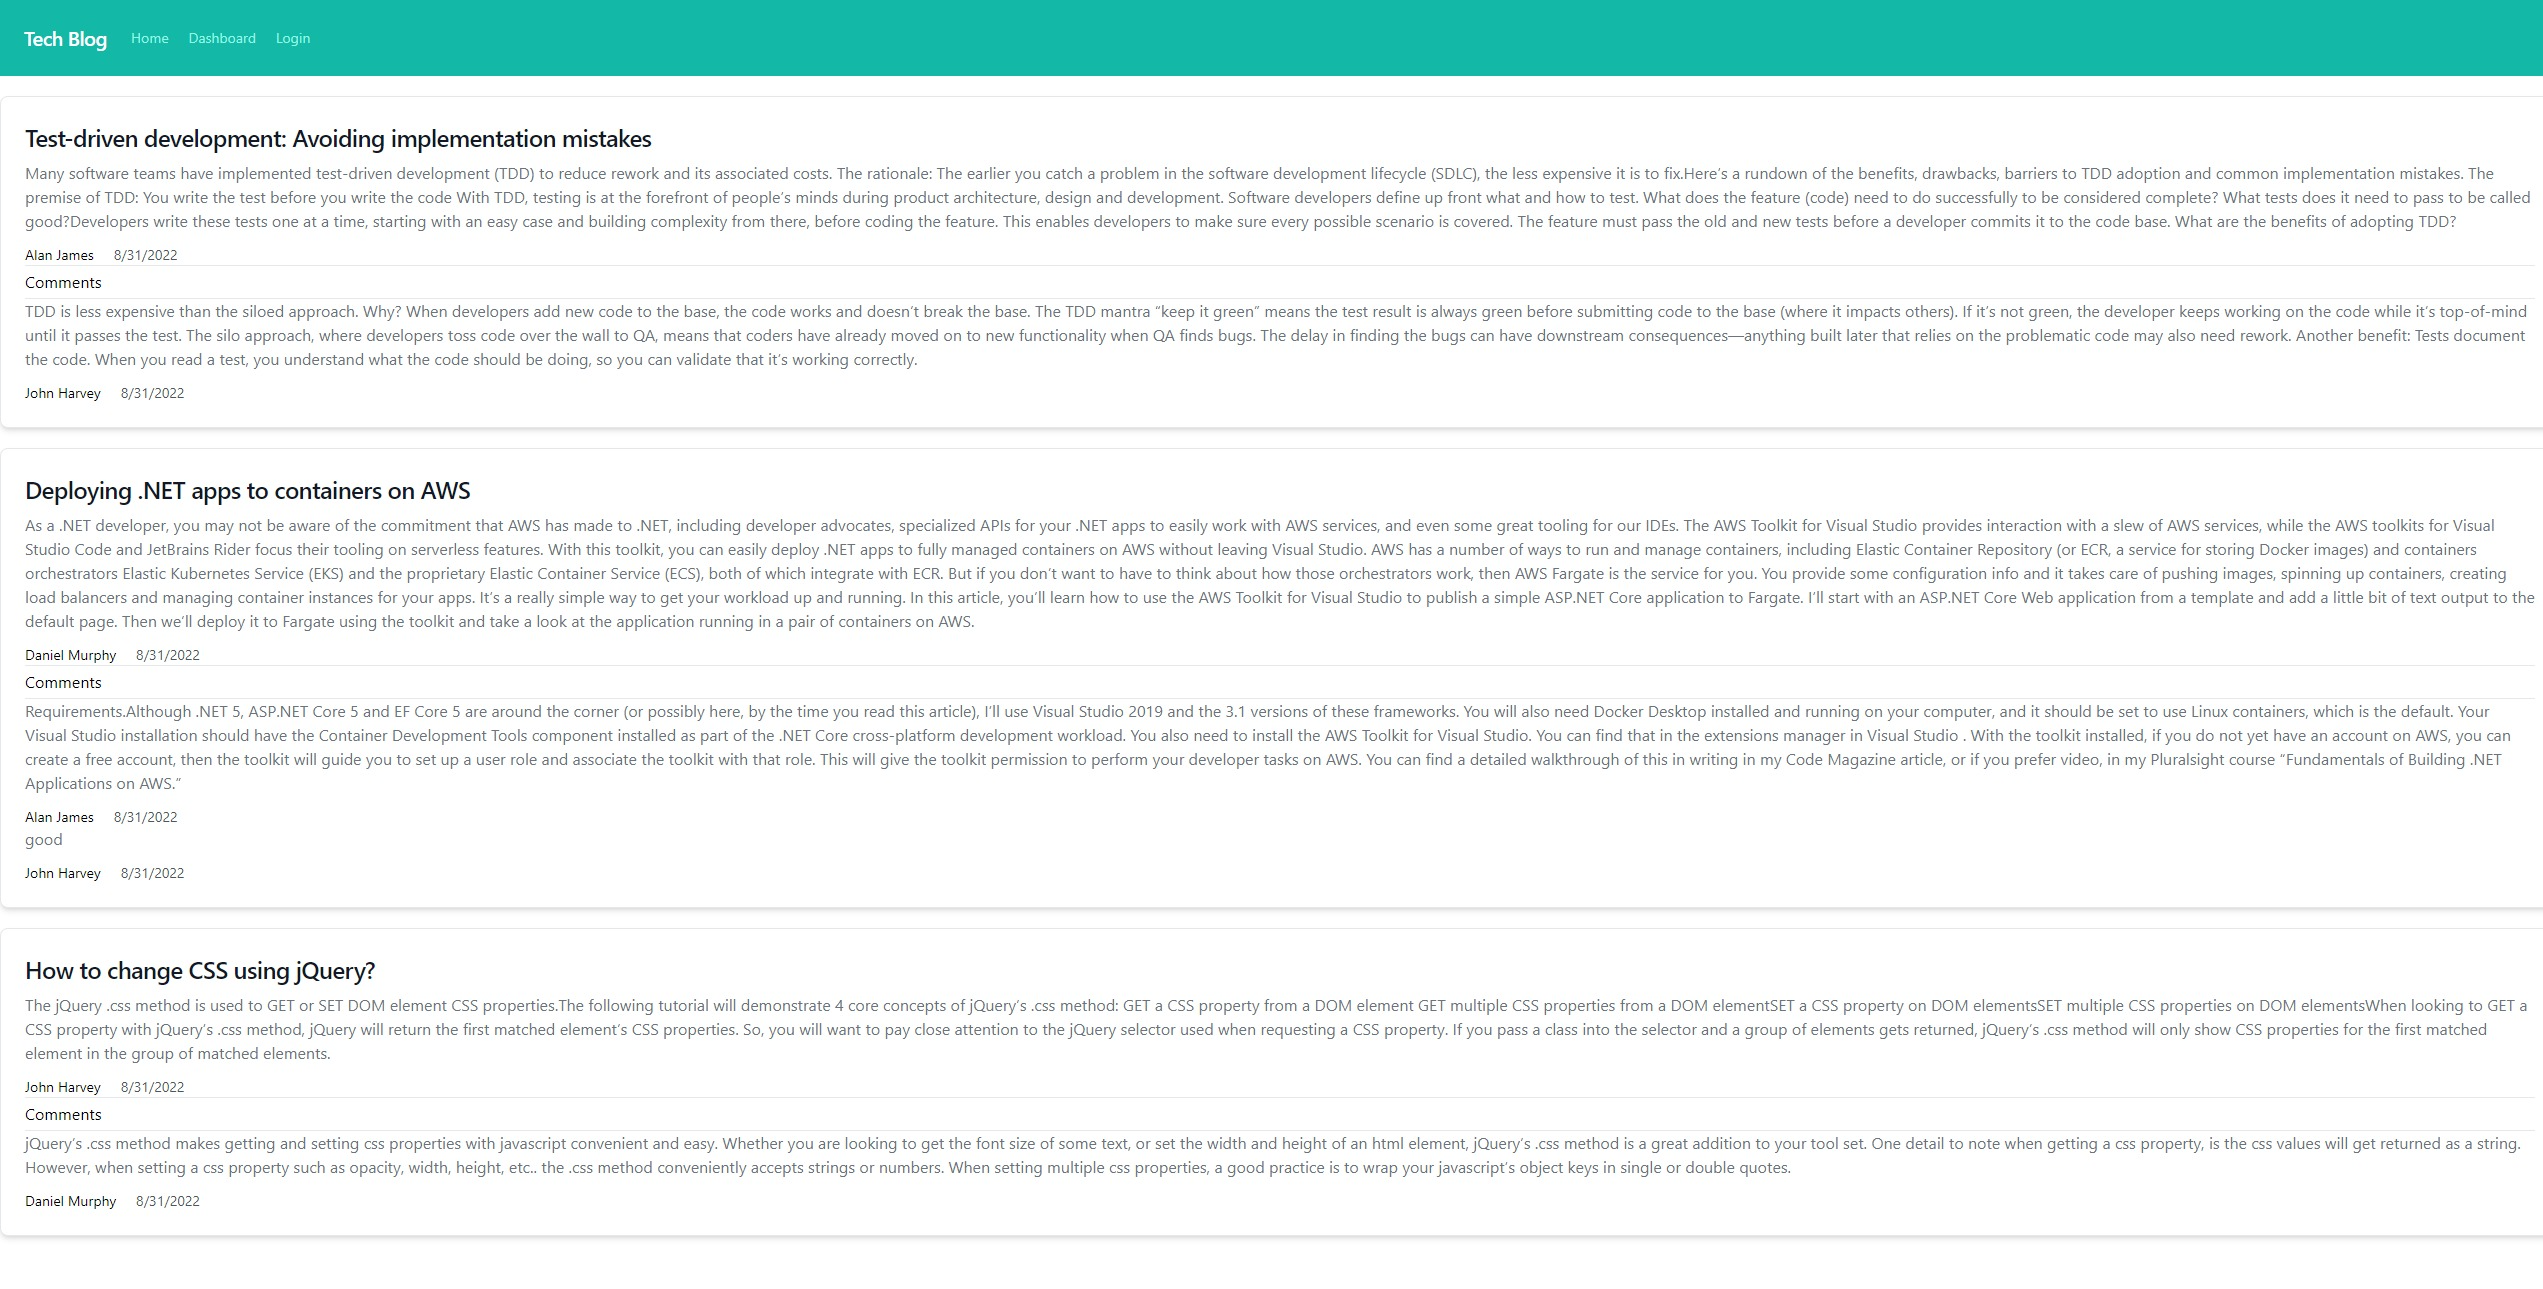 Tech Blog Home Dashboard Login
Test-driven development: Avoiding implementation mistakes
Many software teams have implemented test-driven development (TDD) to reduce rework and its associated costs. The rationale: The earlier you catch a problem in the software development lifecycle (SDLC), the less expensive it is to fix.Here’s a rundown of the benefits, drawbacks, barriers to TDD adoption and common implementation mistakes. The
premise of TDD: You write the test before you write the code With TDD, testing is at the forefront of people’s minds during product architecture, design and development. Software developers define up front what and how to test. What does the feature (code) need to do successfully to be considered complete? What tests does it need to pass to be called
good?Developers write these tests one at a time, starting with an easy case and building complexity from there, before coding the feature. This enables developers to make sure every possible scenario is covered. The feature must pass the old and new tests before a developer commits it to the code base. What are the benefits of adopting TDD?
Alan James 8/31/2022
Comments
TDD is less expensive than the siloed approach. Why? When developers add new code to the base, the code works and doesn’t break the base. The TDD mantra “keep it green” means the test result is always green before submitting code to the base (where it impacts others). If it’s not green, the developer keeps working on the code while it’s top-of-mind
until it passes the test. The silo approach, where developers toss code over the wall to QA, means that coders have already moved on to new functionality when QA finds bugs. The delay in finding the bugs can have downstream consequences—anything built later that relies on the problematic code may also need rework. Another benefit: Tests document
the code. When you read a test, you understand what the code should be doing, so you can validate that it’s working correctly.
John Harvey 8/31/2022
Deploying .NET apps to containers on AWS
As a .NET developer, you may not be aware of the commitment that AWS has made to .NET, including developer advocates, specialized APIs for your .NET apps to easily work with AWS services, and even some great tooling for our IDEs. The AWS Toolkit for Visual Studio provides interaction with a slew of AWS services, while the AWS toolkits for Visual
Studio Code and JetBrains Rider focus their tooling on serverless features. With this toolkit, you can easily deploy .NET apps to fully managed containers on AWS without leaving Visual Studio. AWS has a number of ways to run and manage containers, including Elastic Container Repository (or ECR, a service for storing Docker images) and containers
orchestrators Elastic Kubernetes Service (EKS) and the proprietary Elastic Container Service (ECS), both of which integrate with ECR. But if you don’t want to have to think about how those orchestrators work, then AWS Fargate is the service for you. You provide some configuration info and it takes care of pushing images, spinning up containers, creating
load balancers and managing container instances for your apps. It’s a really simple way to get your workload up and running. In this article, you’ll learn how to use the AWS Toolkit for Visual Studio to publish a simple ASP.NET Core application to Fargate. I’ll start with an ASP.NET Core Web application from a template and add a little bit of text output to the
default page. Then we’ll deploy it to Fargate using the toolkit and take a look at the application running in a pair of containers on AWS.
Daniel Murphy 8/31/2022
Comments
Requirements.Although .NET 5, ASP.NET Core 5 and EF Core 5 are around the corner (or possibly here, by the time you read this article), I’ll use Visual Studio 2019 and the 3.1 versions of these frameworks. You will also need Docker Desktop installed and running on your computer, and it should be set to use Linux containers, which is the default. Your
Visual Studio installation should have the Container Development Tools component installed as part of the .NET Core cross-platform development workload. You also need to install the AWS Toolkit for Visual Studio. You can find that in the extensions manager in Visual Studio . With the toolkit installed, if you do not yet have an account on AWS, you can
create a free account, then the toolkit will guide you to set up a user role and associate the toolkit with that role. This will give the toolkit permission to perform your developer tasks on AWS. You can find a detailed walkthrough of this in writing in my Code Magazine article, or if you prefer video, in my Pluralsight course “Fundamentals of Building .NET
Applications on AWS.”
Alan James 8/31/2022
good
John Harvey 8/31/2022
How to change CSS using jQuery?
The jQuery .css method is used to GET or SET DOM element CSS properties.The following tutorial will demonstrate 4 core concepts of jQuery’s .css method: GET a CSS property from a DOM element GET multiple CSS properties from a DOM elementSET a CSS property on DOM elementsSET multiple CSS properties on DOM elementsWhen looking to GET a
CSS property with jQuery’s .css method, jQuery will return the first matched element’s CSS properties. So, you will want to pay close attention to the jQuery selector used when requesting a CSS property. If you pass a class into the selector and a group of elements gets returned, jQuery’s .css method will only show CSS properties for the first matched
element in the group of matched elements.
John Harvey 8/31/2022
Comments
jQuery’s .css method makes getting and setting css properties with javascript convenient and easy. Whether you are looking to get the font size of some text, or set the width and height of an html element, jQuery’s .css method is a great addition to your tool set. One detail to note when getting a css property, is the css values will get returned as a string.
However, when setting a css property such as opacity, width, height, etc.. the .css method conveniently accepts strings or numbers. When setting multiple css properties, a good practice is to wrap your javascript’s object keys in single or double quotes.
Daniel Murphy 8/31/2022